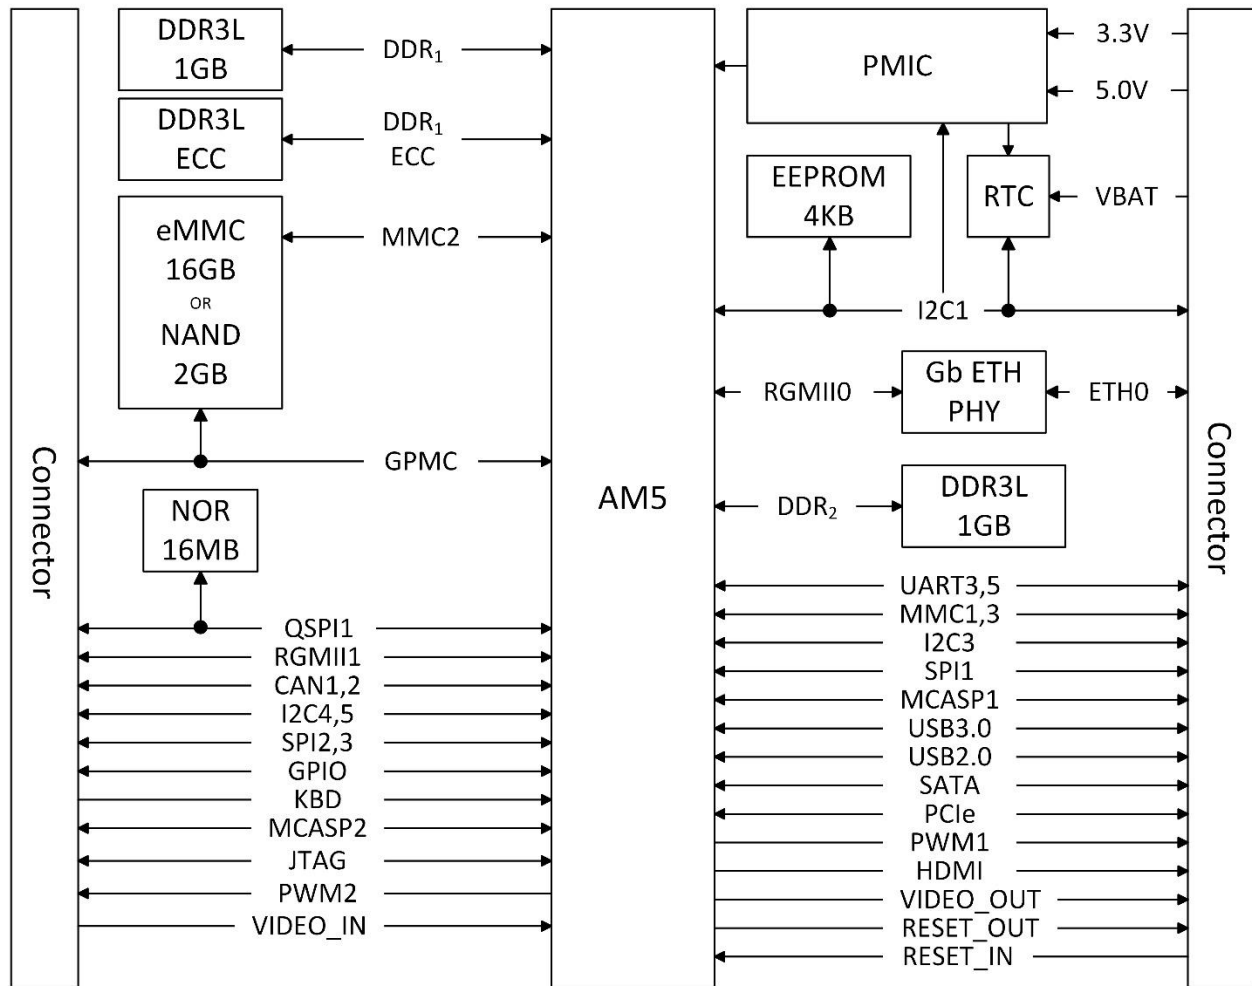 DDR3L
1GB
DDR₁
DDR3L
ECC
DDR₁
ECC
eMMC
16GB
OR
NAND
2GB
MMC2
GPMC
NOR
16MB
QSPI1
RGMII1
CAN1,2
I2C4,5
SPI2,3
GPIO
KBD
MCASP2
JTAG
PWM2
VIDEO_IN
Connector
AM5
PMIC
3.3V
5.0V
EEPROM
4KB
RTC
VBAT
I2C1
RGMII0
Gb ETH
PHY
ETH0
DDR₂
DDR3L
1GB
UART3,5
MMC1,3
I2C3
SPI1
MCASP1
USB3.0
USB2.0
SATA
PCIe
PWM1
HDMI
VIDEO_OUT
RESET_OUT
RESET_IN
Connector